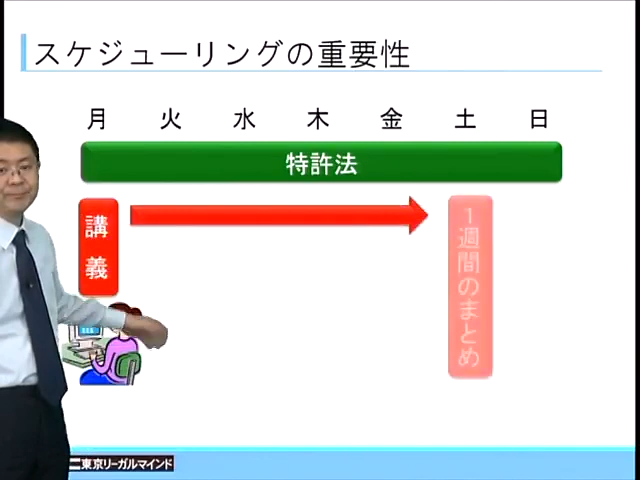 スケジューリングの重要性
月 火 水 木 金 土 日
特許法
講義
1週間のまとめ
東京リーガルマインド